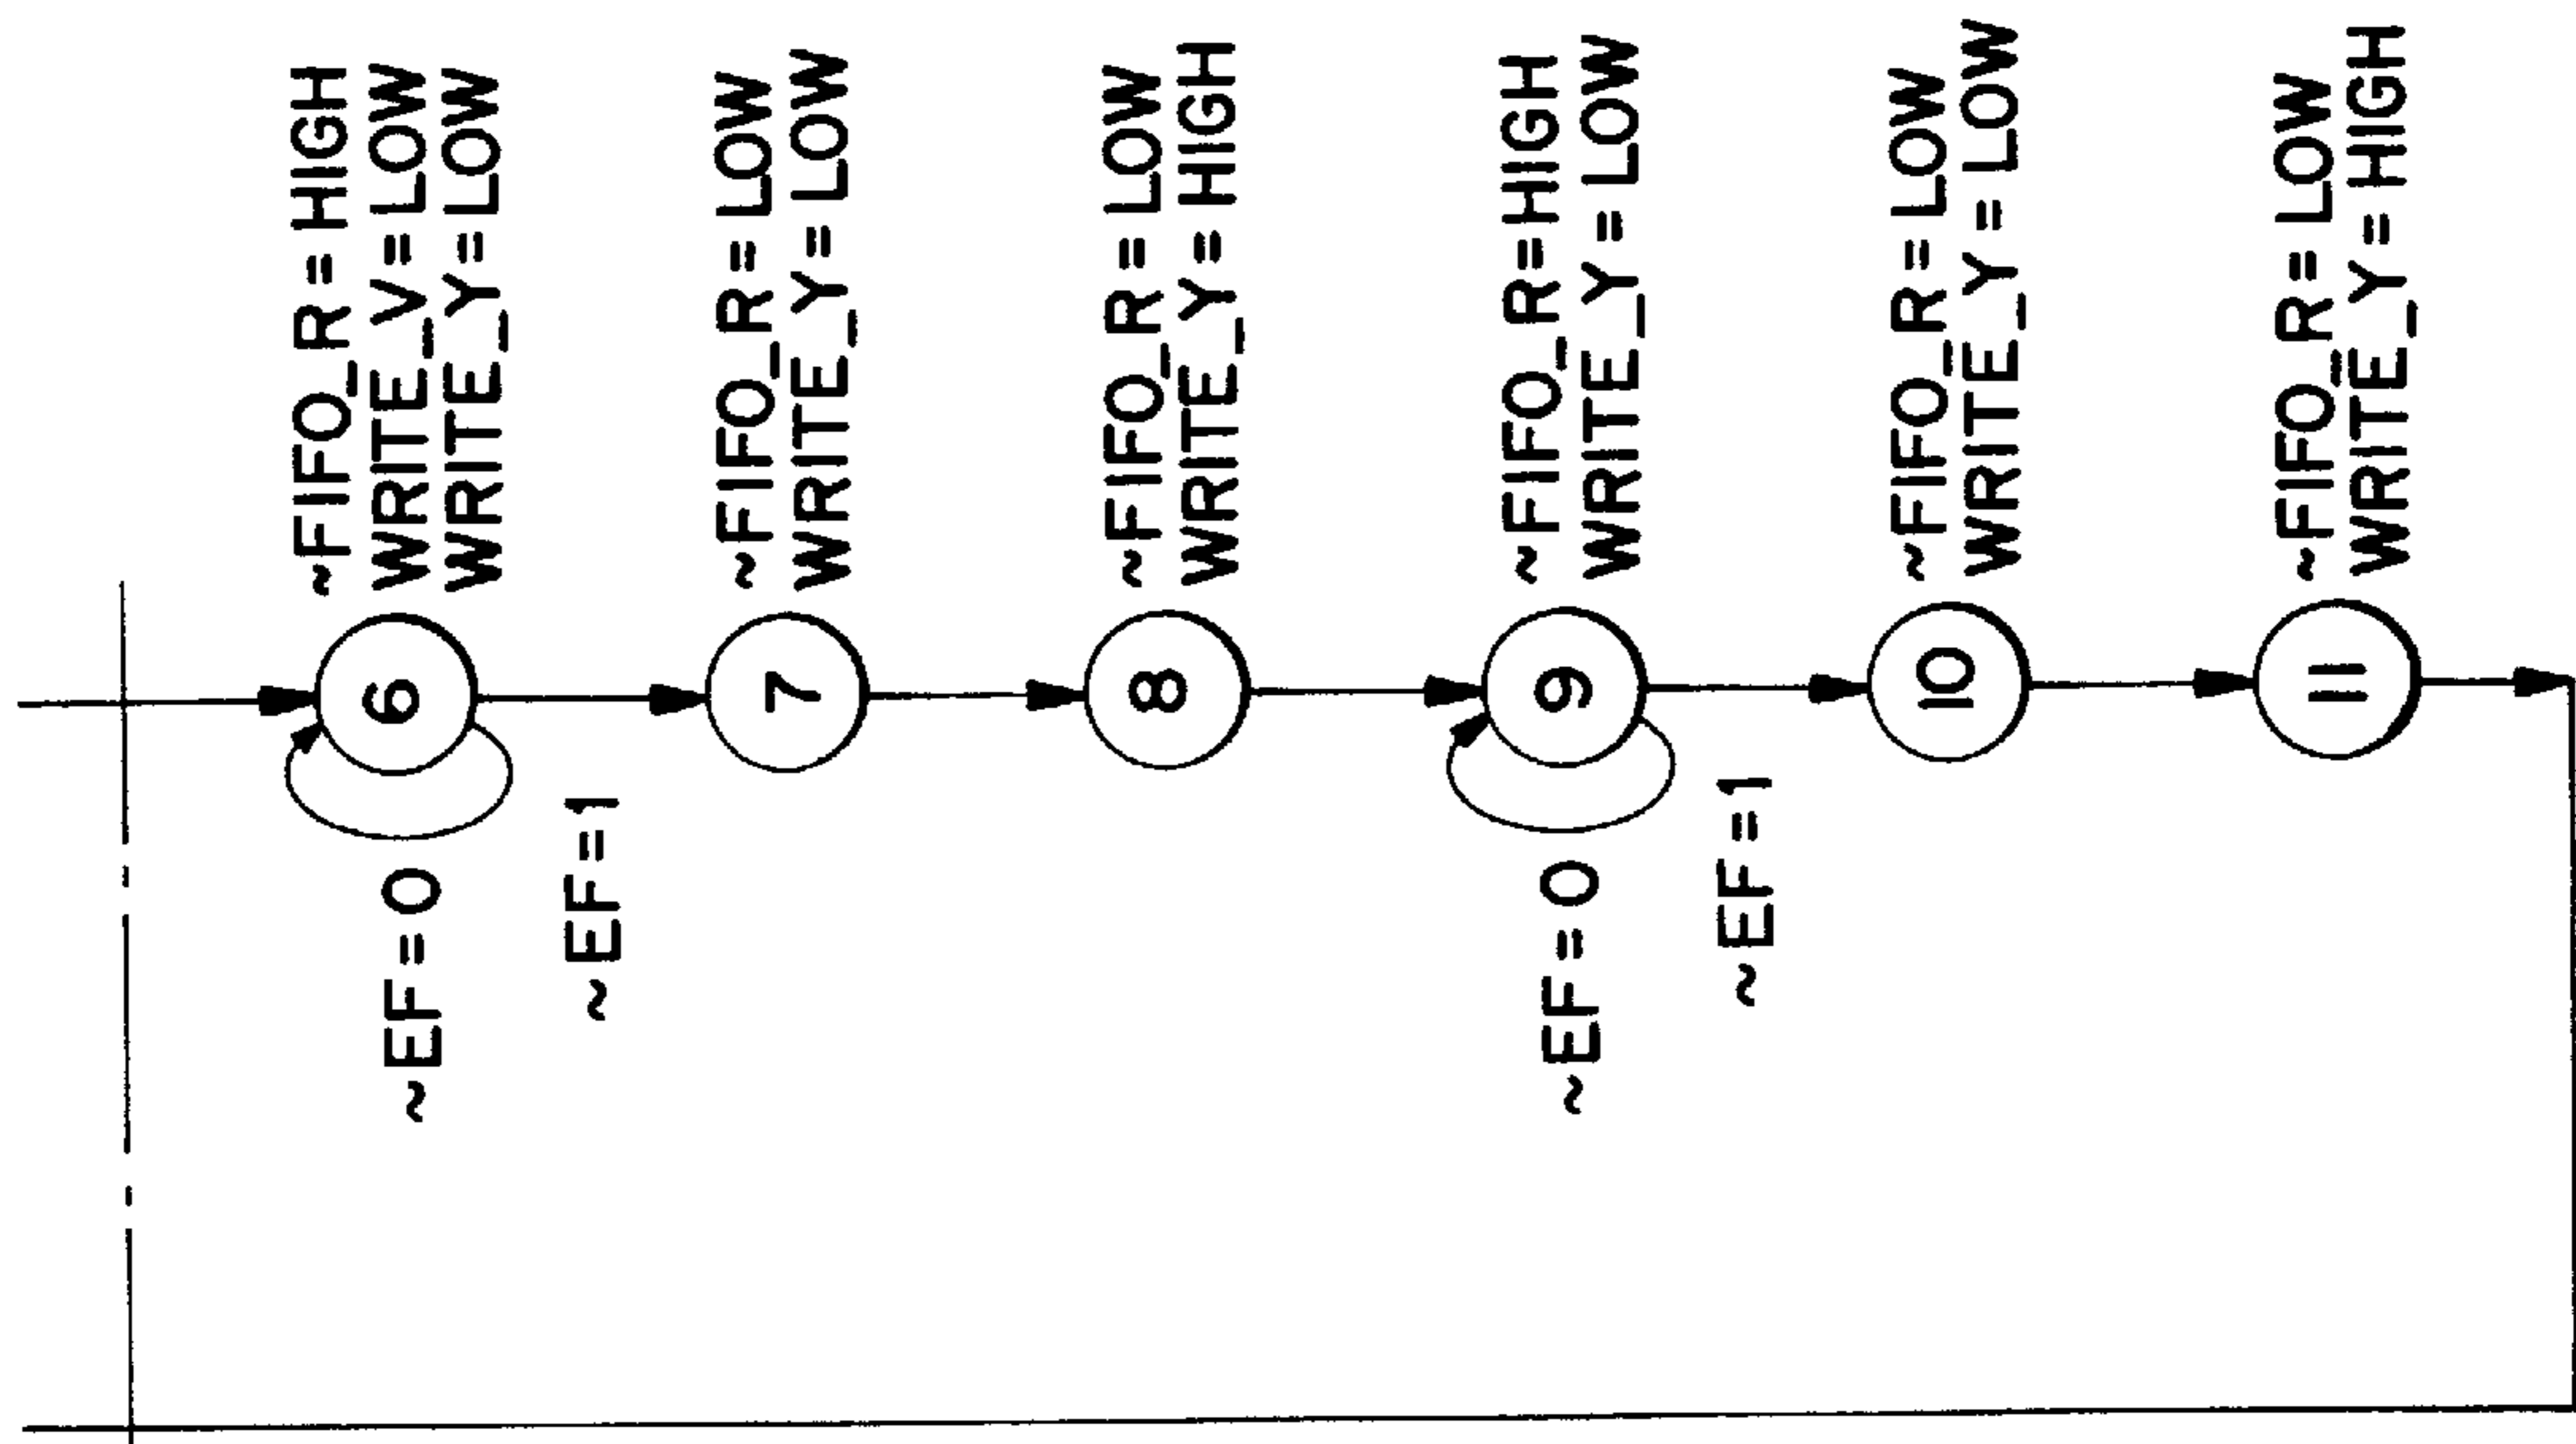 ~FIFO_R = HIGH
WRITE_V = LOW
WRITE_Y = LOW
6
~EF = 0
~EF = 1
~FIFO_R = LOW
WRITE_Y = LOW
7
~FIFO_R = LOW
WRITE_Y = HIGH
8
~FIFO_R = HIGH
WRITE_Y = LOW
9
~EF = 0
~EF = 1
~FIFO_R = LOW
WRITE_Y = LOW
10
~FIFO_R = LOW
WRITE_Y = HIGH
11